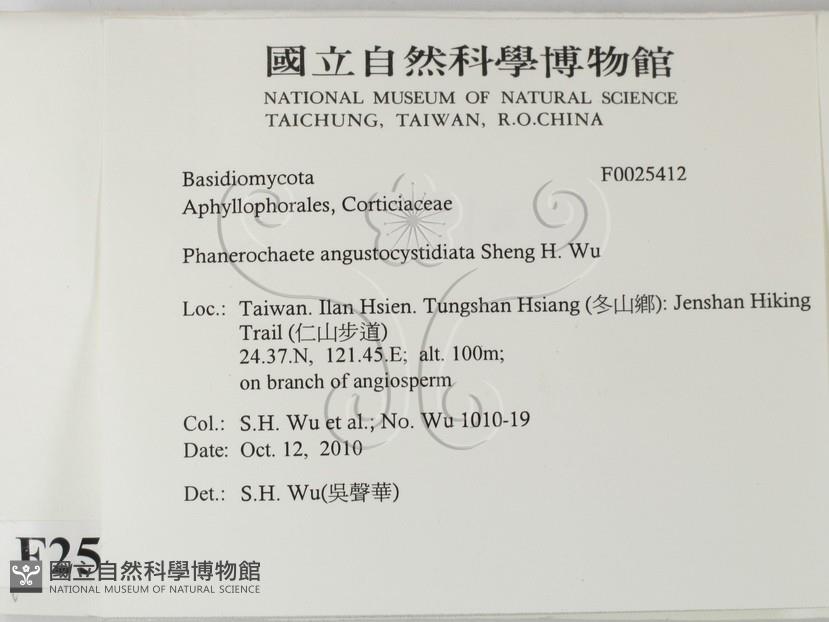 國立自然科學博物館
NATIONAL MUSEUM OF NATURAL SCIENCE
TAICHUNG, TAIWAN, R.O.CHINA
Basidiomycota F0025412
Aphyllophorales, Corticiaceae
Phanerochaete angustocystidiata Sheng H. Wu
Loc.: Taiwan. Ilan Hsien. Tungshan Hsiang (冬山鄉): Jenshan Hiking
Trail (仁山步道)
24.37.N, 121.45.E; alt. 100m;
on branch of angiosperm
Col.: S.H. Wu et al.; No. Wu 1010-19
Date: Oct. 12, 2010
Det.: S.H. Wu(吳聲華)
F25
國立自然科學博物館
NATIONAL MUSEUM OF NATURAL SCIENCE